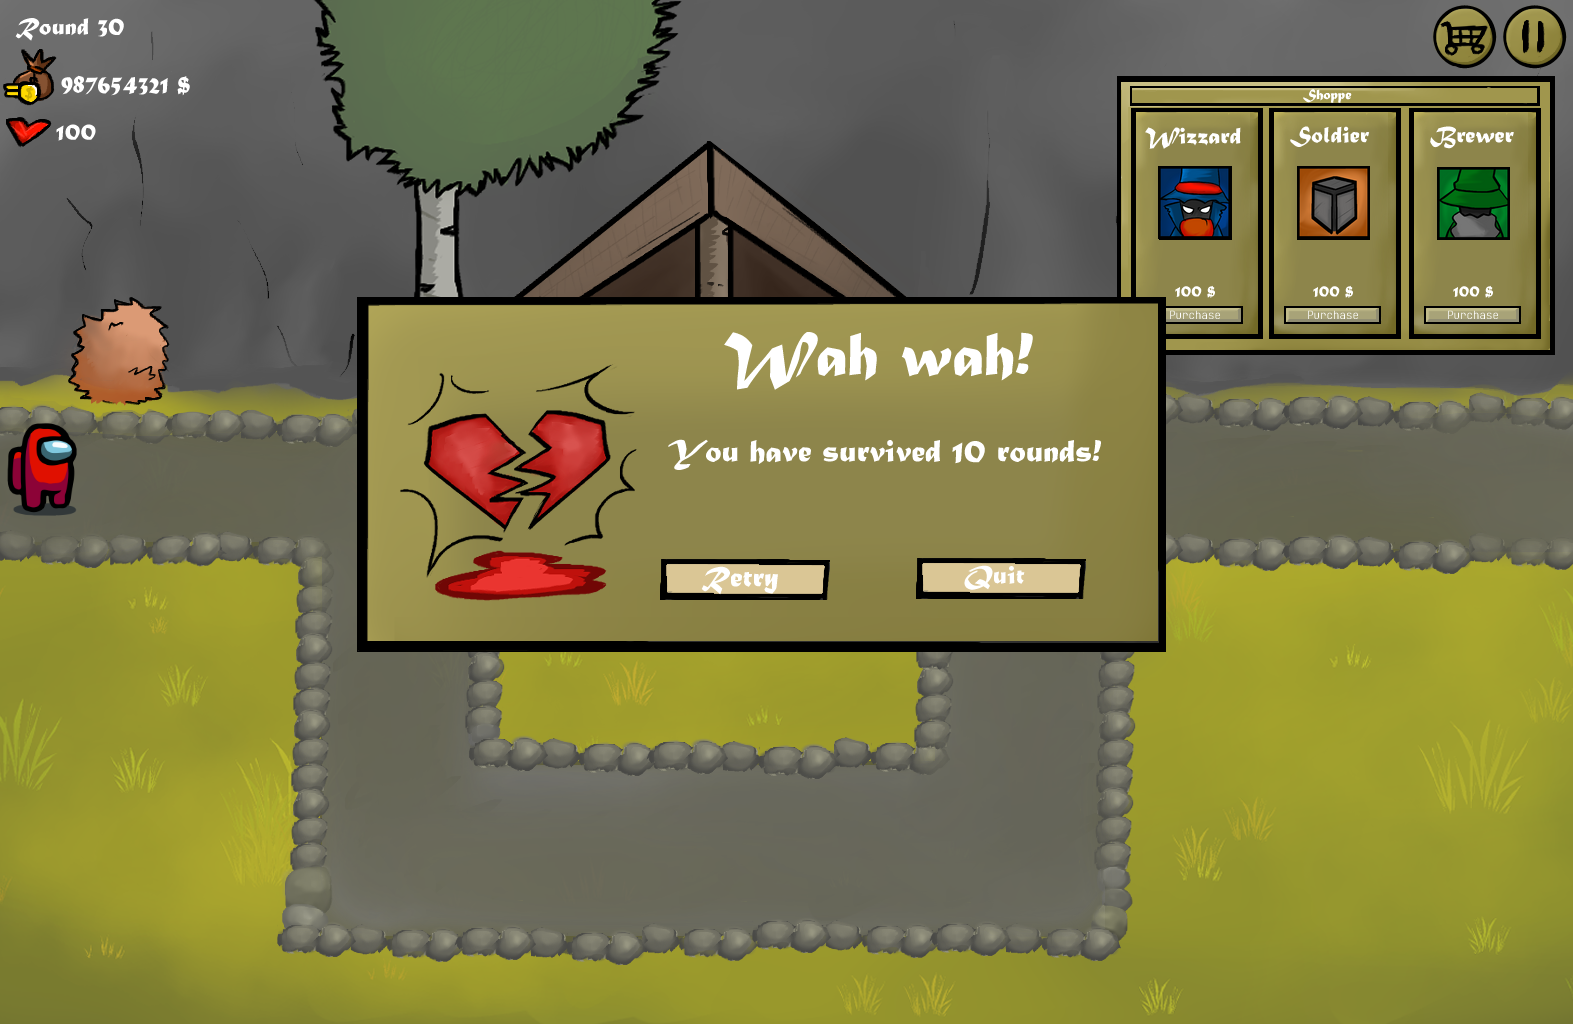 Round 30
987654321 $
100
Shoppe
Wizzard
Soldier
Brewer
100 $
100 $
100 $
Purchase
Purchase
Purchase
Wah wah!
You have survived 10 rounds!
Retry
Quit